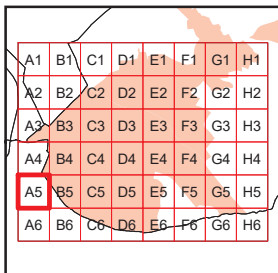 A1 B1 C1 D1 E1 F1 G1 H1
A2 B2 C2 D2 E2 F2 G2 H2
A3 B3 C3 D3 E3 F3 G3 H3
A4 B4 C4 D4 E4 F4 G4 H4
A5 B5 C5 D5 E5 F5 G5 H5
A6 B6 C6 D6 E6 F6 G6 H6